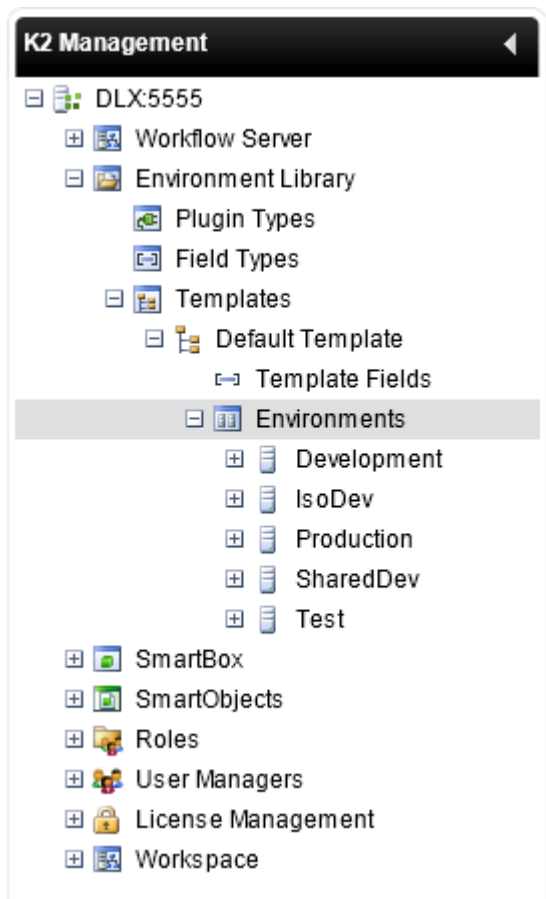 K2 Management
DLX:5555
Workflow Server
Environment Library
Plugin Types
Field Types
Templates
Default Template
Template Fields
Environments
Development
IsoDev
Production
SharedDev
Test
SmartBox
SmartObjects
Roles
User Managers
License Management
Workspace